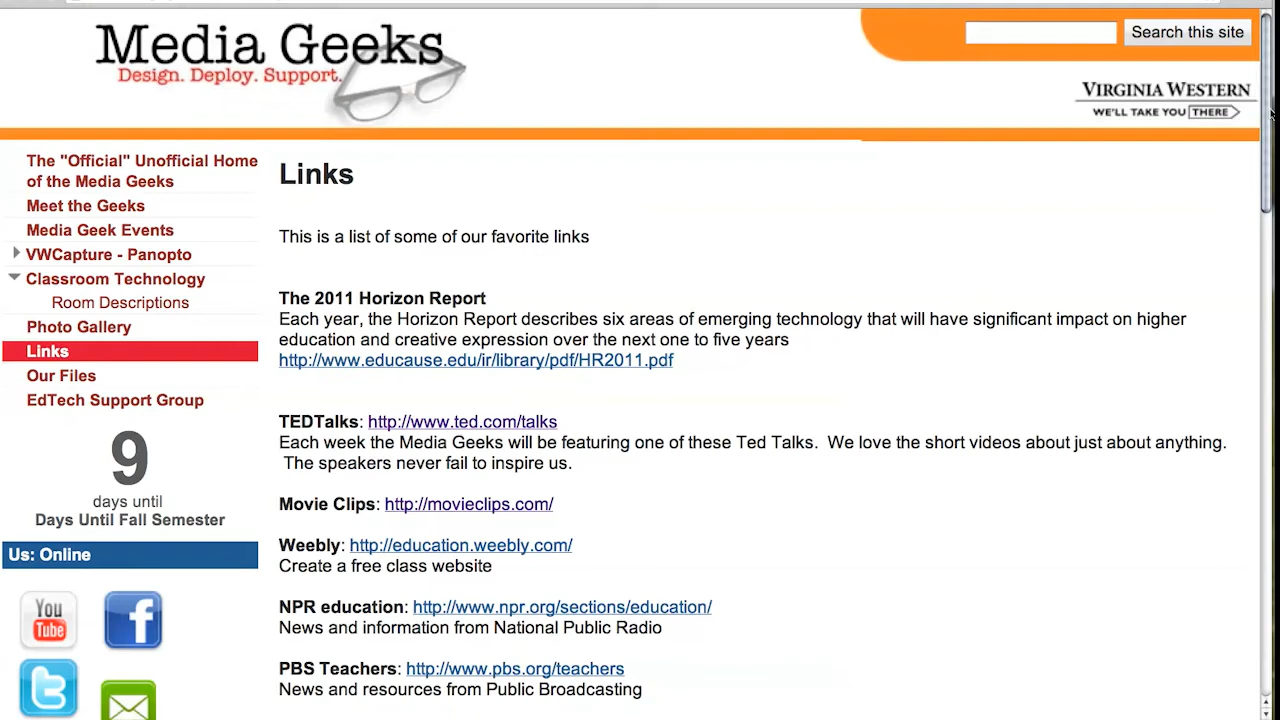 Media Geeks
Design. Deploy. Support.
Search this site
VIRGINIA WESTERN
WE'LL TAKE YOU THERE
The "Official" Unofficial Home
of the Media Geeks
Meet the Geeks
Media Geek Events
VWCapture - Panopto
Classroom Technology
Room Descriptions
Photo Gallery
Links
Our Files
EdTech Support Group
9
days until
Days Until Fall Semester
Us: Online
You
Tube
f
t
Links
This is a list of some of our favorite links
The 2011 Horizon Report
Each year, the Horizon Report describes six areas of emerging technology that will have significant impact on higher
education and creative expression over the next one to five years
http://www.educause.edu/ir/library/pdf/HR2011.pdf
TEDTalks: http://www.ted.com/talks
Each week the Media Geeks will be featuring one of these Ted Talks.  We love the short videos about just about anything.
The speakers never fail to inspire us.
Movie Clips: http://movieclips.com/
Weebly: http://education.weebly.com/
Create a free class website
NPR education: http://www.npr.org/sections/education/
News and information from National Public Radio
PBS Teachers: http://www.pbs.org/teachers
News and resources from Public Broadcasting